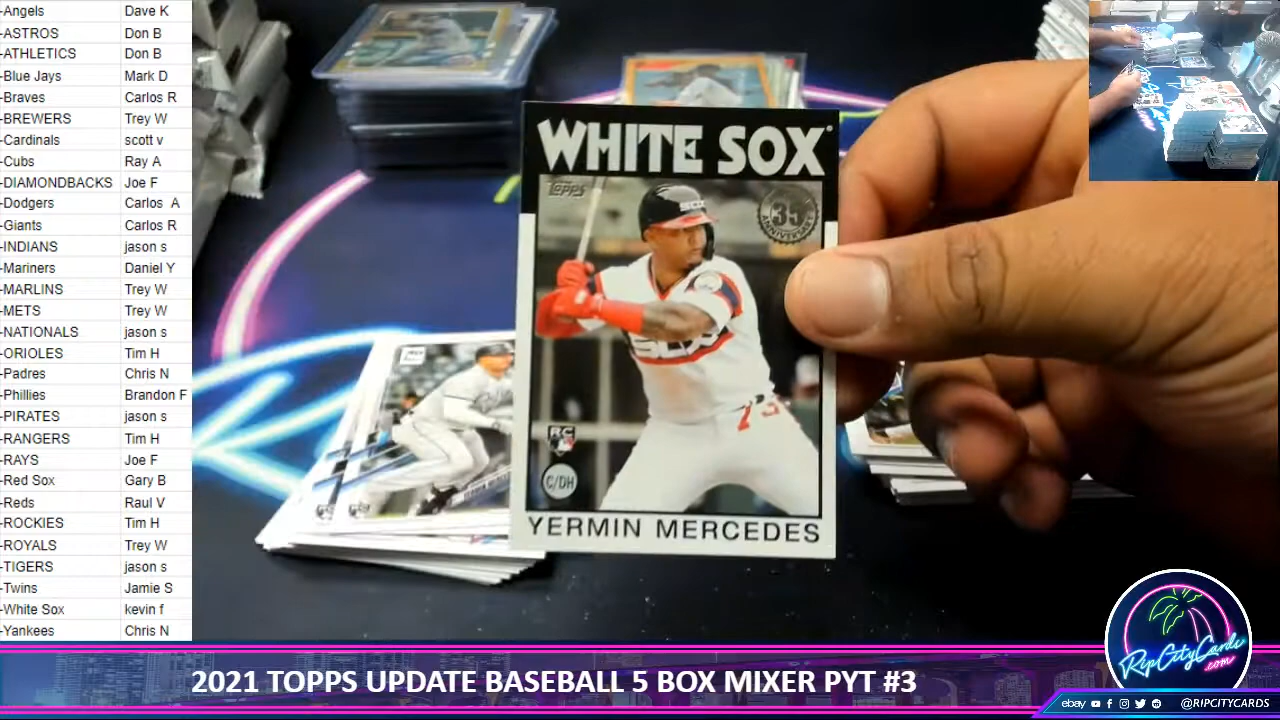 -Angels Dave K
-ASTROS Don B
-ATHLETICS Don B
-Blue Jays Mark D
-Braves Carlos R
-BREWERS Trey W
-Cardinals scott v
-Cubs Ray A
-DIAMONDBACKS Joe F
-Dodgers Carlos A
-Giants Carlos R
-INDIANS jason s
-Mariners Daniel Y
-MARLINS Trey W
-METS Trey W
-NATIONALS jason s
-ORIOLES Tim H
-Padres Chris N
-Phillies Brandon F
-PIRATES jason s
-RANGERS Tim H
-RAYS Joe F
-Red Sox Gary B
-Reds Raul V
-ROCKIES Tim H
-ROYALS Trey W
-TIGERS jason s
-Twins Jamie S
-White Sox kevin f
-Yankees Chris N
WHITE SOX
Topps
35
ANNIVERSARY
SOX
RC
C/DH
YERMIN MERCEDES
RipCityCards
.com
2021 TOPPS UPDATE BASEBALL 5 BOX MIXER PYT #3
ebay @RIPCITYCARDS